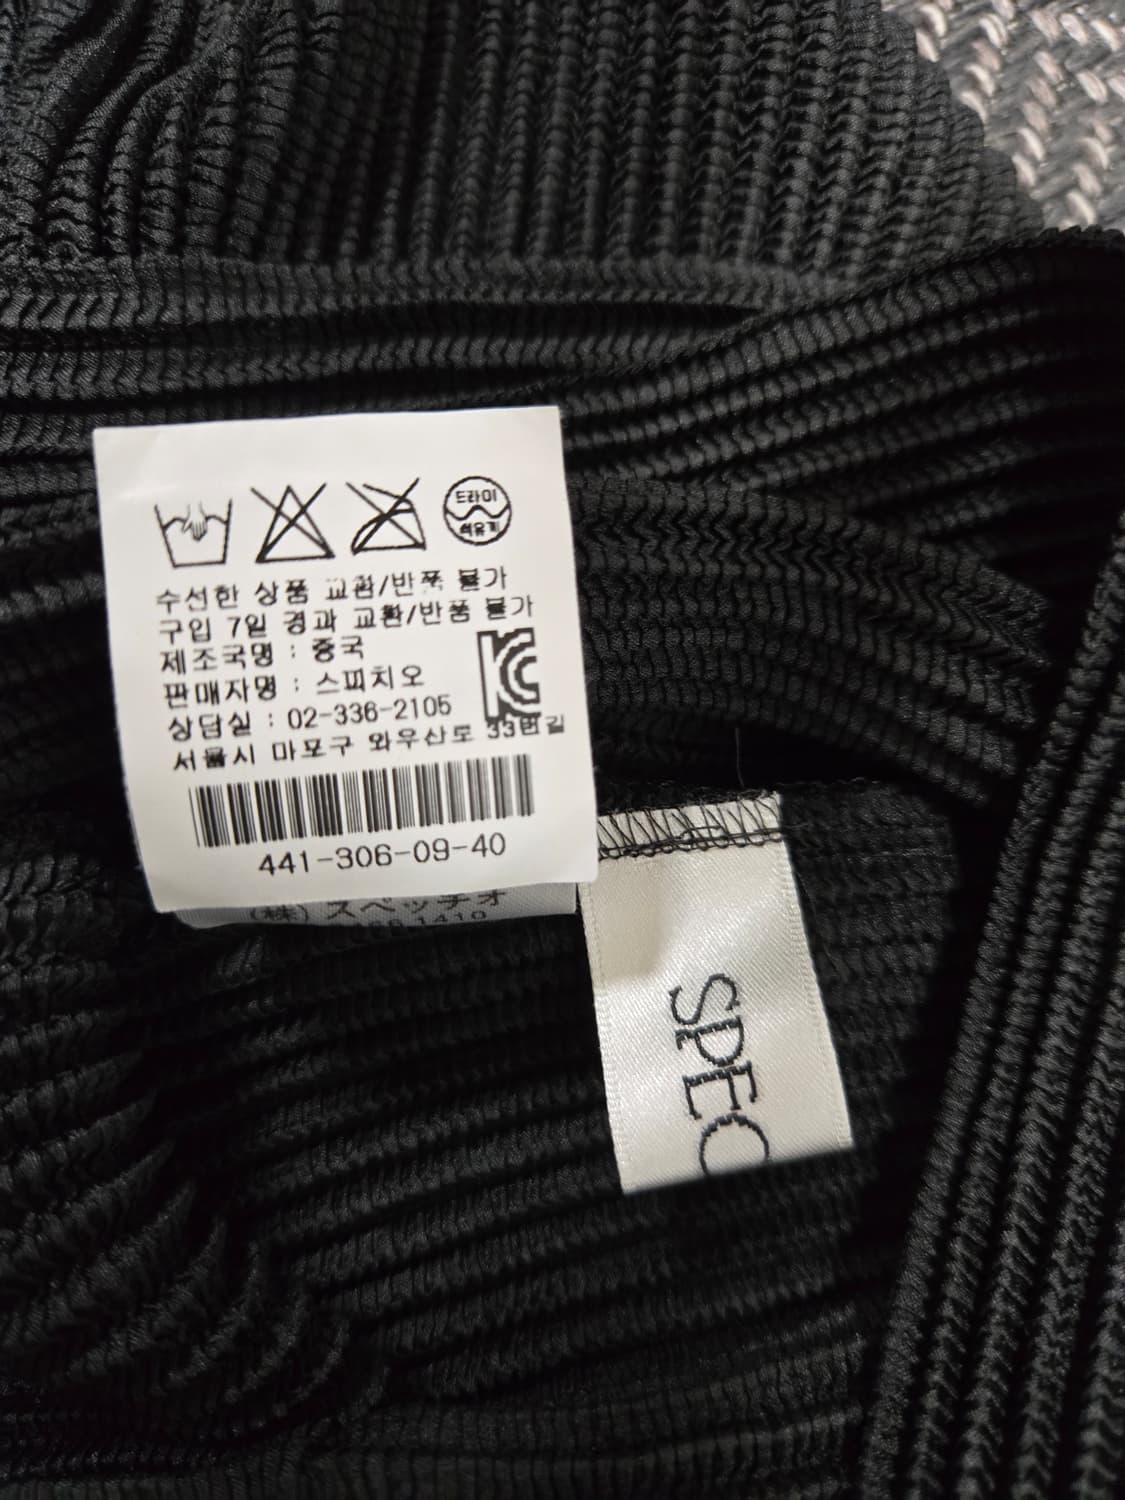 드라이
석유계
수선한 상품 교환/반품 불가
구입 7일 경과 교환/반품 불가
제조국명 : 중국
판매자명 : 스피치오
상담실 : 02-336-2105
서울시 마포구 와우산로 33번길
441-306-09-40
(株) スペッチオ
1410
SPEC